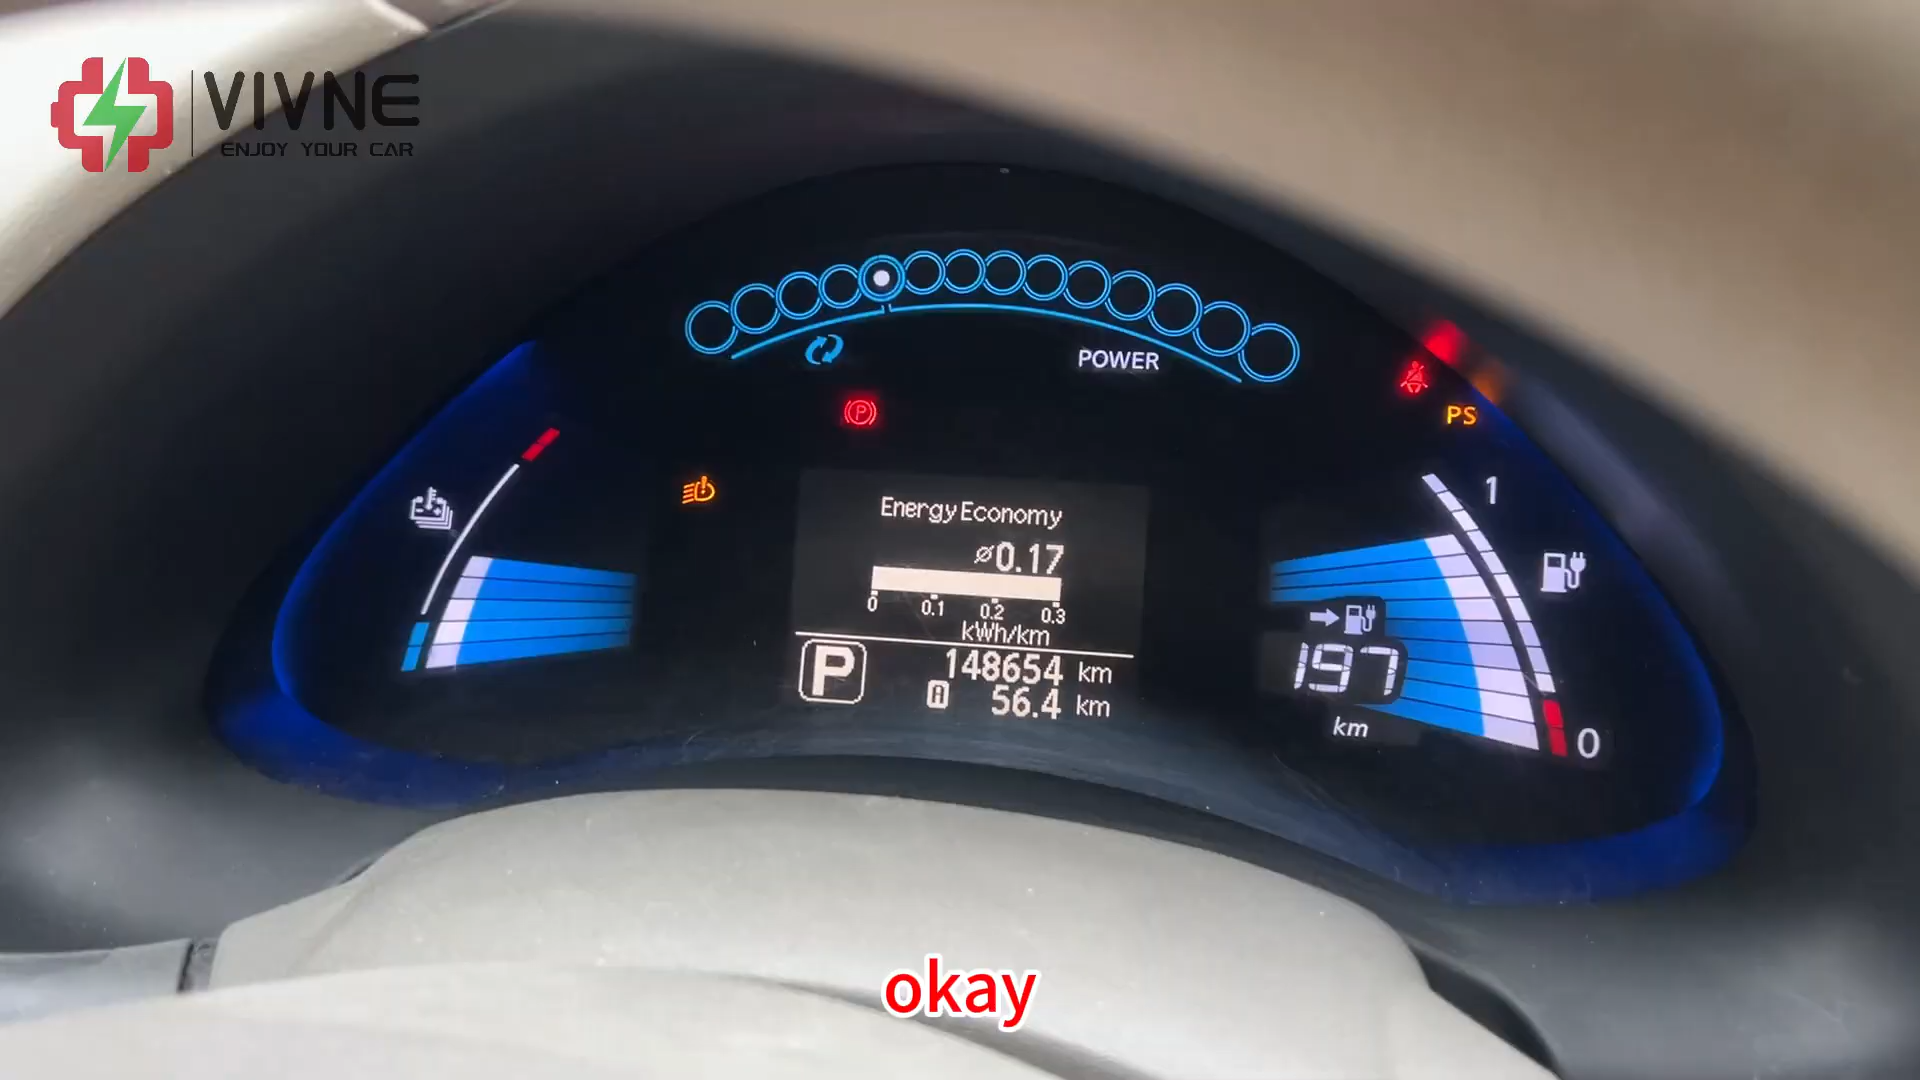 VIVNE
ENJOY YOUR CAR
POWER
PS
Energy Economy
ø0.17
0 0.1 0.2 0.3
kWh/km
P 148654 km
A 56.4 km
1
197
km
0
okay